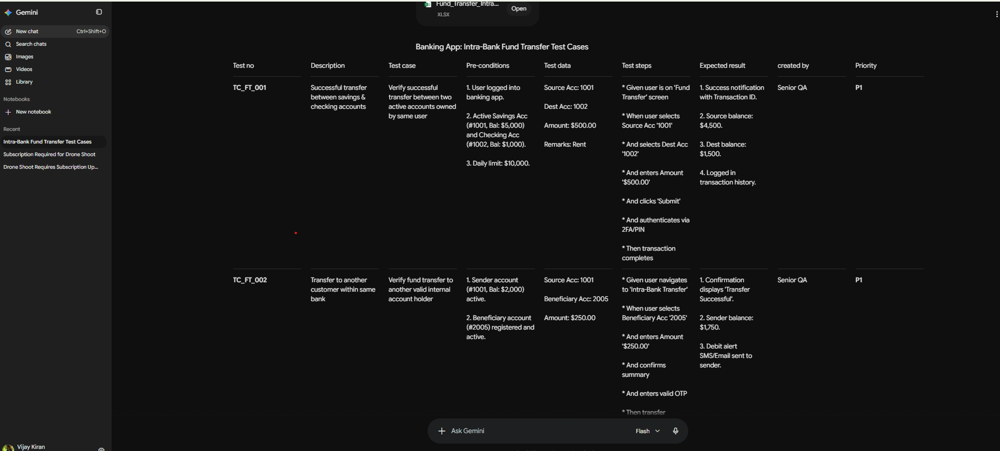 Gemini
New chat
Ctrl+Shift+O
Search chats
Images
Videos
Library
Notebooks
New notebook
Recent
Intra-Bank Fund Transfer Test Cases
Subscription Required for Drone Shoot
Drone Shoot Requires Subscription Up...
Vijay Kiran
Fund_Transfer_Intra...
XLSX
Open
Banking App: Intra-Bank Fund Transfer Test Cases
Test no
Description
Test case
Pre-conditions
Test data
Test steps
Expected result
created by
Priority
TC_FT_001
Successful transfer
between savings &
checking accounts
Verify successful
transfer between two
active accounts owned
by same user
1. User logged into
banking app.
2. Active Savings Acc
(#1001, Bal: $5,000)
and Checking Acc
(#1002, Bal: $1,000).
3. Daily limit: $10,000.
Source Acc: 1001
Dest Acc: 1002
Amount: $500.00
Remarks: Rent
* Given user is on 'Fund
Transfer' screen
* When user selects
Source Acc '1001'
* And selects Dest Acc
'1002'
* And enters Amount
'$500.00'
* And clicks 'Submit'
* And authenticates via
2FA/PIN
* Then transaction
completes
1. Success notification
with Transaction ID.
2. Source balance:
$4,500.
3. Dest balance:
$1,500.
4. Logged in
transaction history.
Senior QA
P1
TC_FT_002
Transfer to another
customer within same
bank
Verify fund transfer to
another valid internal
account holder
1. Sender account
(#1001, Bal: $2,000)
active.
2. Beneficiary account
(#2005) registered and
active.
Source Acc: 1001
Beneficiary Acc: 2005
Amount: $250.00
* Given user navigates
to 'Intra-Bank Transfer'
* When user selects
Beneficiary Acc '2005'
* And enters Amount
'$250.00'
* And confirms
summary
* And enters valid OTP
* Then transfer
1. Confirmation
displays 'Transfer
Successful'.
2. Sender balance:
$1,750.
3. Debit alert
SMS/Email sent to
sender.
Senior QA
P1
Ask Gemini
Flash